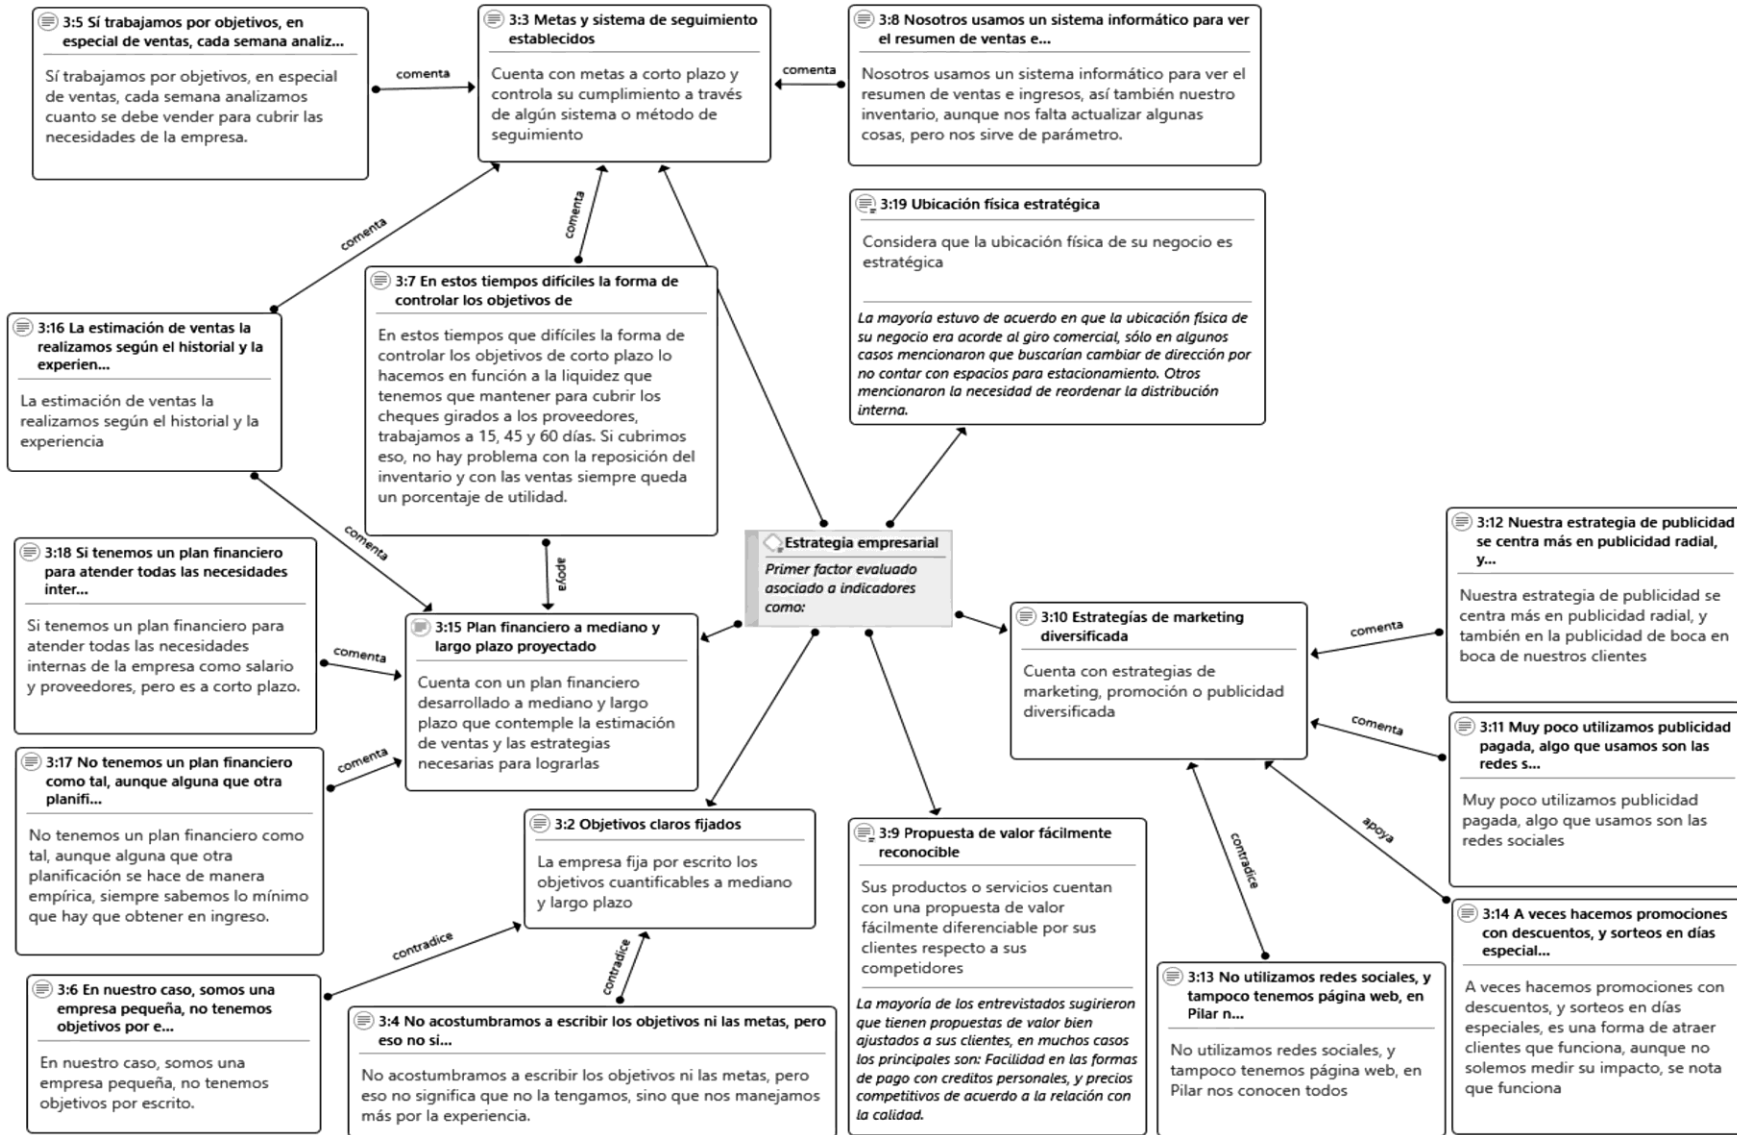 3:5 Sí trabajamos por objetivos, en
especial de ventas, cada semana analiz...
Sí trabajamos por objetivos, en especial
de ventas, cada semana analizamos
cuanto se debe vender para cubrir las
necesidades de la empresa.
comenta
3:3 Metas y sistema de seguimiento
establecidos
Cuenta con metas a corto plazo y
controla su cumplimiento a través
de algún sistema o método de
seguimiento
comenta
3:8 Nosotros usamos un sistema informático para ver
el resumen de ventas e...
Nosotros usamos un sistema informático para ver el
resumen de ventas e ingresos, así también nuestro
inventario, aunque nos falta actualizar algunas
cosas, pero nos sirve de parámetro.
comenta
comenta
3:19 Ubicación física estratégica
Considera que la ubicación física de su negocio es
estratégica
La mayoría estuvo de acuerdo en que la ubicación física de
su negocio era acorde al giro comercial, sólo en algunos
casos mencionaron que buscarían cambiar de dirección por
no contar con espacios para estacionamiento. Otros
mencionaron la necesidad de reordenar la distribución
interna.
3:7 En estos tiempos difíciles la forma de
controlar los objetivos de
En estos tiempos que difíciles la forma de
controlar los objetivos de corto plazo lo
hacemos en función a la liquidez que
tenemos que mantener para cubrir los
cheques girados a los proveedores,
trabajamos a 15, 45 y 60 días. Si cubrimos
eso, no hay problema con la reposición del
inventario y con las ventas siempre queda
un porcentaje de utilidad.
3:16 La estimación de ventas la
realizamos según el historial y la
experien...
La estimación de ventas la
realizamos según el historial y la
experiencia
comenta
apoya
Estrategia empresarial
Primer factor evaluado
asociado a indicadores
como:
3:18 Si tenemos un plan financiero
para atender todas las necesidades
inter...
Si tenemos un plan financiero para
atender todas las necesidades
internas de la empresa como salario
y proveedores, pero es a corto plazo.
comenta
3:15 Plan financiero a mediano y
largo plazo proyectado
Cuenta con un plan financiero
desarrollado a mediano y largo
plazo que contemple la estimación
de ventas y las estrategias
necesarias para lograrlas
3:10 Estrategías de marketing
diversificada
Cuenta con estrategias de
marketing, promoción o publicidad
diversificada
comenta
3:12 Nuestra estrategia de publicidad
se centra más en publicidad radial,
y...
Nuestra estrategia de publicidad se
centra más en publicidad radial, y
también en la publicidad de boca en
boca de nuestros clientes
comenta
3:11 Muy poco utilizamos publicidad
pagada, algo que usamos son las
redes s...
Muy poco utilizamos publicidad
pagada, algo que usamos son las
redes sociales
3:17 No tenemos un plan financiero
como tal, aunque alguna que otra
planifi...
No tenemos un plan financiero como
tal, aunque alguna que otra
planificación se hace de manera
empírica, siempre sabemos lo mínimo
que hay que obtener en ingreso.
comenta
3:2 Objetivos claros fijados
La empresa fija por escrito los
objetivos cuantificables a mediano
y largo plazo
contradice
contradice
3:9 Propuesta de valor fácilmente
reconocible
Sus productos o servicios cuentan
con una propuesta de valor
fácilmente diferenciable por sus
clientes respecto a sus
competidores
La mayoría de los entrevistados sugirieron
que tienen propuestas de valor bien
ajustados a sus clientes, en muchos casos
los principales son: Facilidad en las formas
de pago con creditos personales, y precios
competitivos de acuerdo a la relación con
la calidad.
contradice
apoya
3:14 A veces hacemos promociones
con descuentos, y sorteos en días
especial...
A veces hacemos promociones con
descuentos, y sorteos en días
especiales, es una forma de atraer
clientes que funciona, aunque no
solemos medir su impacto, se nota
que funciona
3:13 No utilizamos redes sociales, y
tampoco tenemos página web, en
Pilar n...
No utilizamos redes sociales, y
tampoco tenemos página web, en
Pilar nos conocen todos
3:6 En nuestro caso, somos una
empresa pequeña, no tenemos
objetivos por e...
En nuestro caso, somos una
empresa pequeña, no tenemos
objetivos por escrito.
3:4 No acostumbramos a escribir los objetivos ni las metas, pero
eso no si...
No acostumbramos a escribir los objetivos ni las metas, pero
eso no significa que no la tengamos, sino que nos manejamos
más por la experiencia.